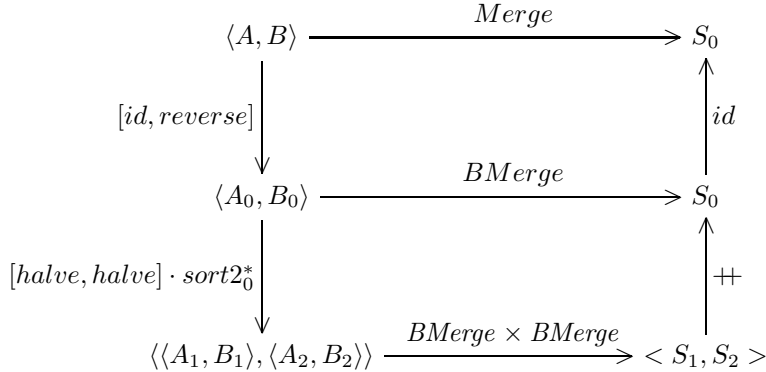 Merge
⟨A, B⟩ S₀
[id, reverse] id
BMerge
⟨A₀, B₀⟩ S₀
[halve, halve] · sort2₀* ++
BMerge × BMerge
⟨⟨A₁, B₁⟩, ⟨A₂, B₂⟩⟩ < S₁, S₂ >